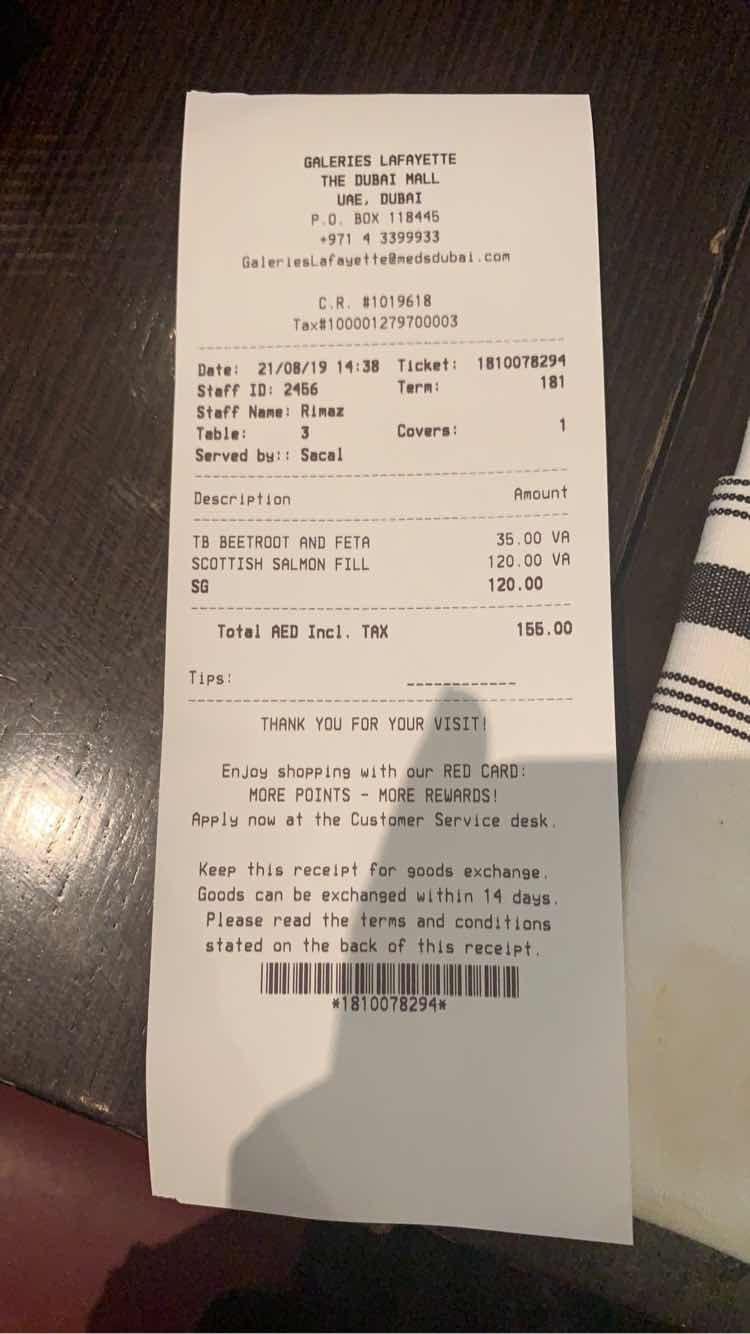 GALERIES LAFAYETTE
THE DUBAI MALL
UAE, DUBAI
P.O. BOX 118445
+971 4 3399933
GaleriesLafayette@medsdubai.com
C.R. #1019618
Tax#100001279700003
Date: 21/08/19 14:38 Ticket: 1810078294
Staff ID: 2456 Term: 181
Staff Name: Rimaz
Table: 3 Covers: 1
Served by:: Sacal
Description Amount
TB BEETROOT AND FETA 35.00 VA
SCOTTISH SALMON FILL 120.00 VA
SG 120.00
Total AED Incl. TAX 155.00
Tips:
THANK YOU FOR YOUR VISIT!
Enjoy shopping with our RED CARD:
MORE POINTS - MORE REWARDS!
Apply now at the Customer Service desk.
Keep this receipt for goods exchange.
Goods can be exchanged within 14 days.
Please read the terms and conditions
stated on the back of this receipt.
*1810078294*